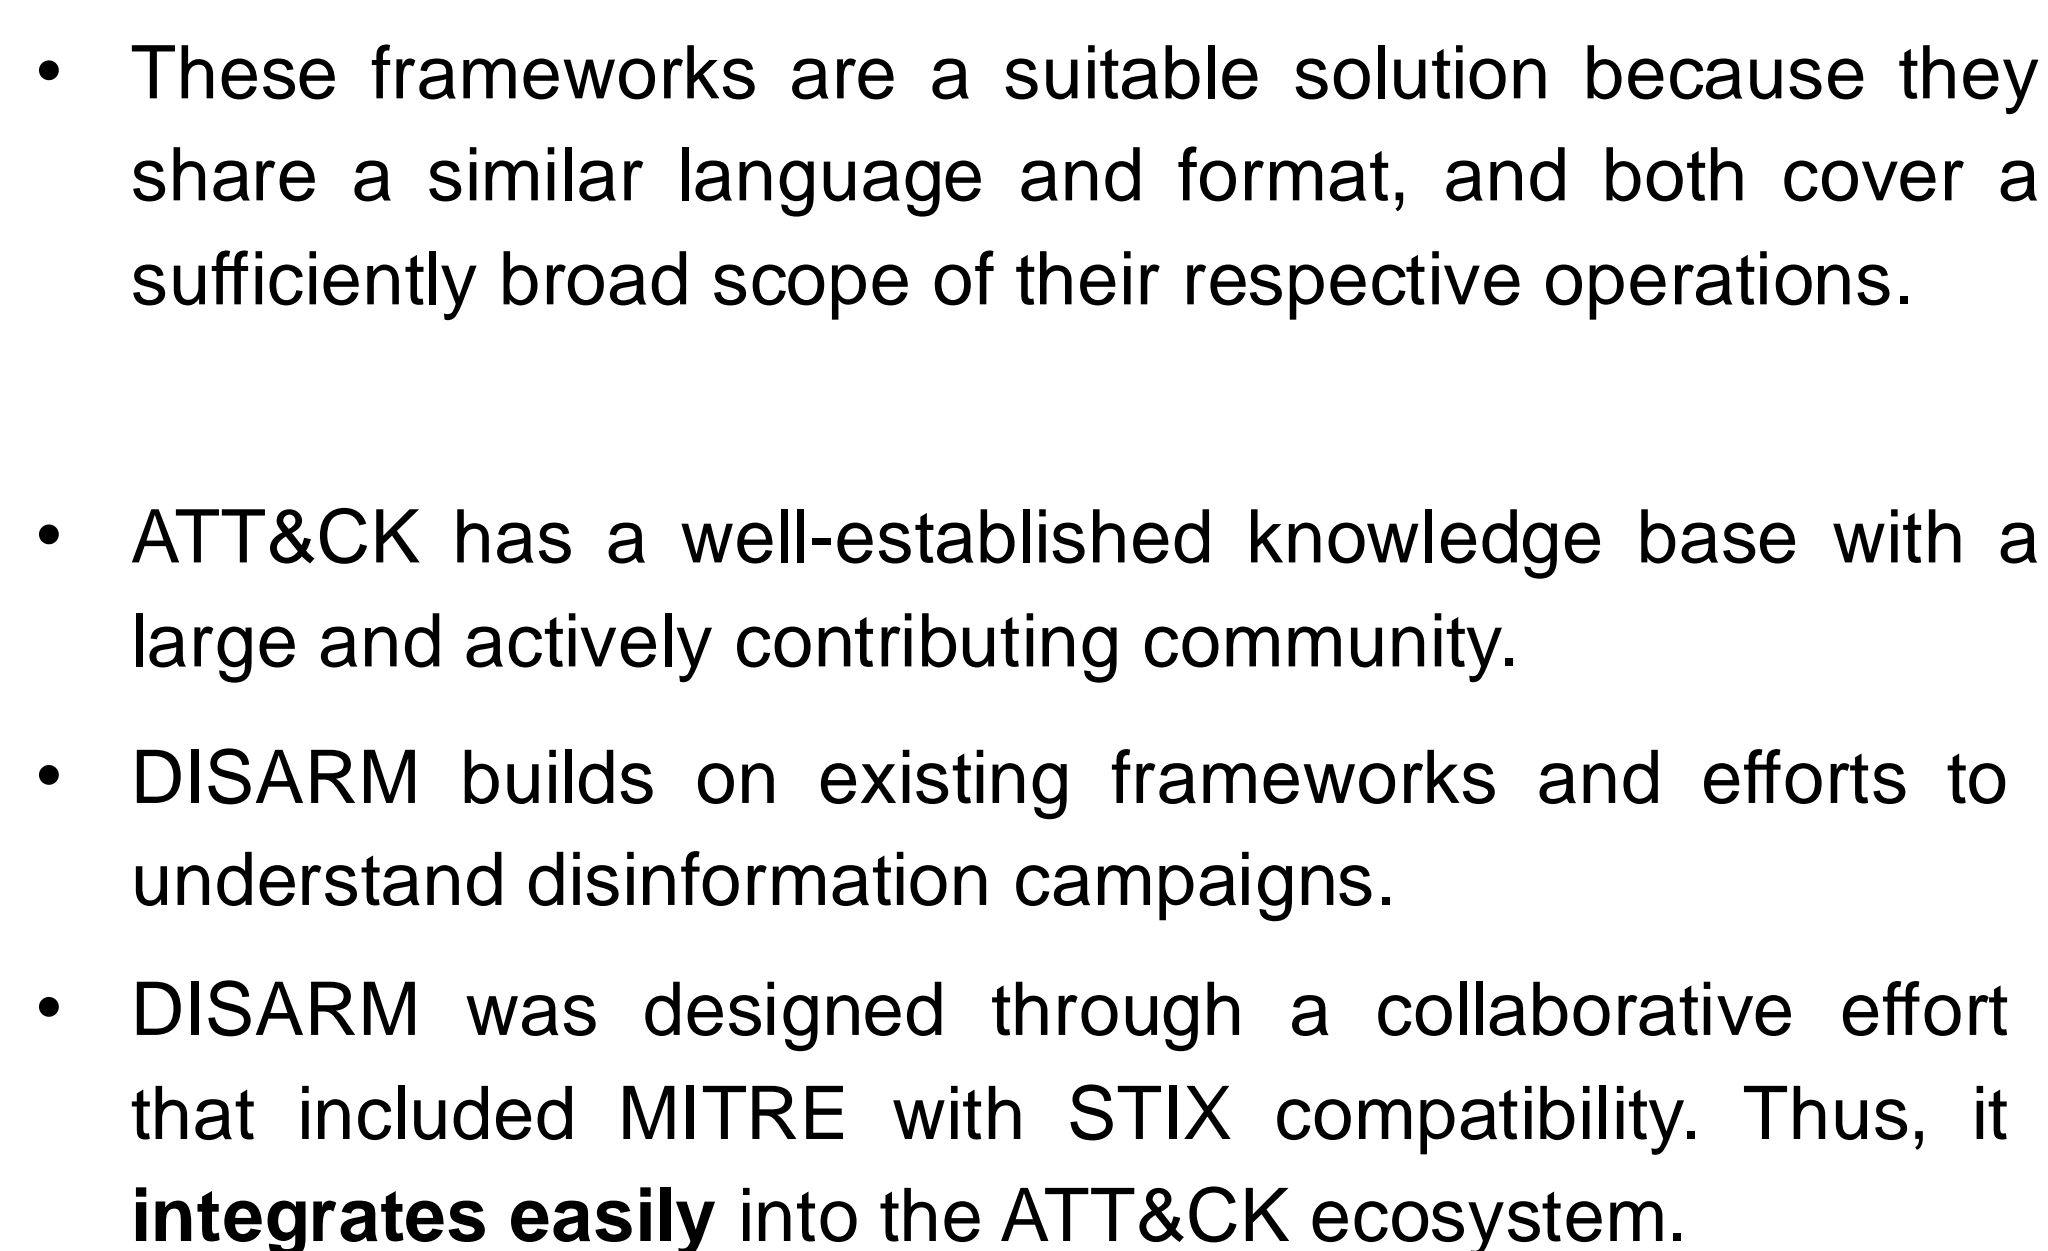 • These frameworks are a suitable solution because they
share a similar language and format, and both cover a
sufficiently broad scope of their respective operations.
• ATT&CK has a well-established knowledge base with a
large and actively contributing community.
• DISARM builds on existing frameworks and efforts to
understand disinformation campaigns.
• DISARM was designed through a collaborative effort
that included MITRE with STIX compatibility. Thus, it
integrates easily into the ATT&CK ecosystem.